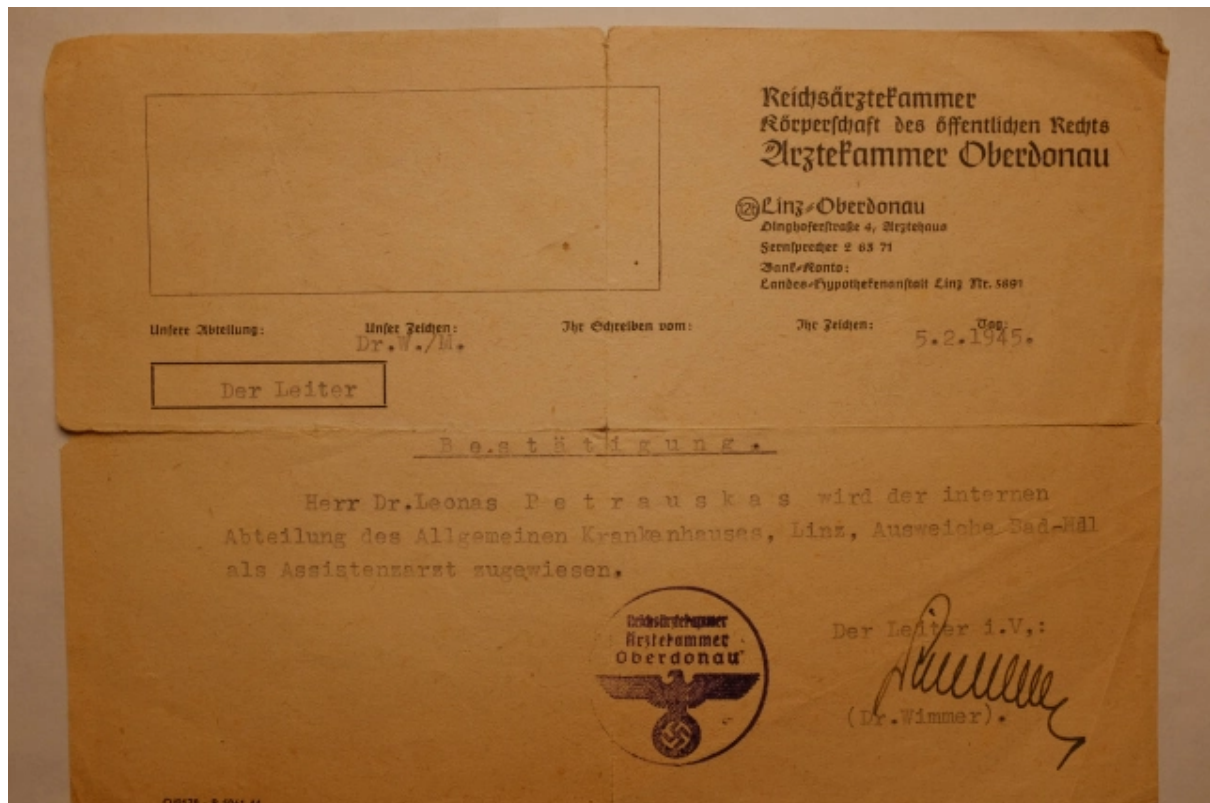 Reichsärztekammer
Körperschaft des öffentlichen Rechts
Ärztekammer Oberdonau
12b Linz-Oberdonau
Dinghoferstraße 4, Ärztehaus
Fernsprecher 2 63 71
Bank-Konto:
Landes-Hypothekenanstalt Linz Nr. 3891
Unsere Abteilung: Unser Zeichen: Ihr Schreiben vom: Ihr Zeichen: Tag:
Dr.W./M. 5.2.1945.
Der Leiter
Bestätigung.
Herr Dr.Leonas Petrauskas wird der internen
Abteilung des Allgemeinen Krankenhauses, Linz, Ausweiche Bad-Hall
als Assistenzarzt zugewiesen.
Reichsärztekammer
Ärztekammer
Oberdonau
Der Leiter i.V,:
(Dr.Wimmer).